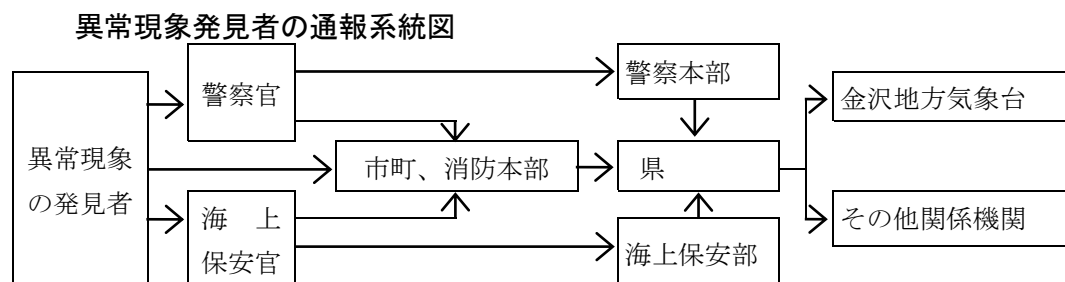 異常現象発見者の通報系統図
異常現象
の発見者
警察官
海　上
保安官
市町、消防本部
警察本部
県
海上保安部
金沢地方気象台
その他関係機関